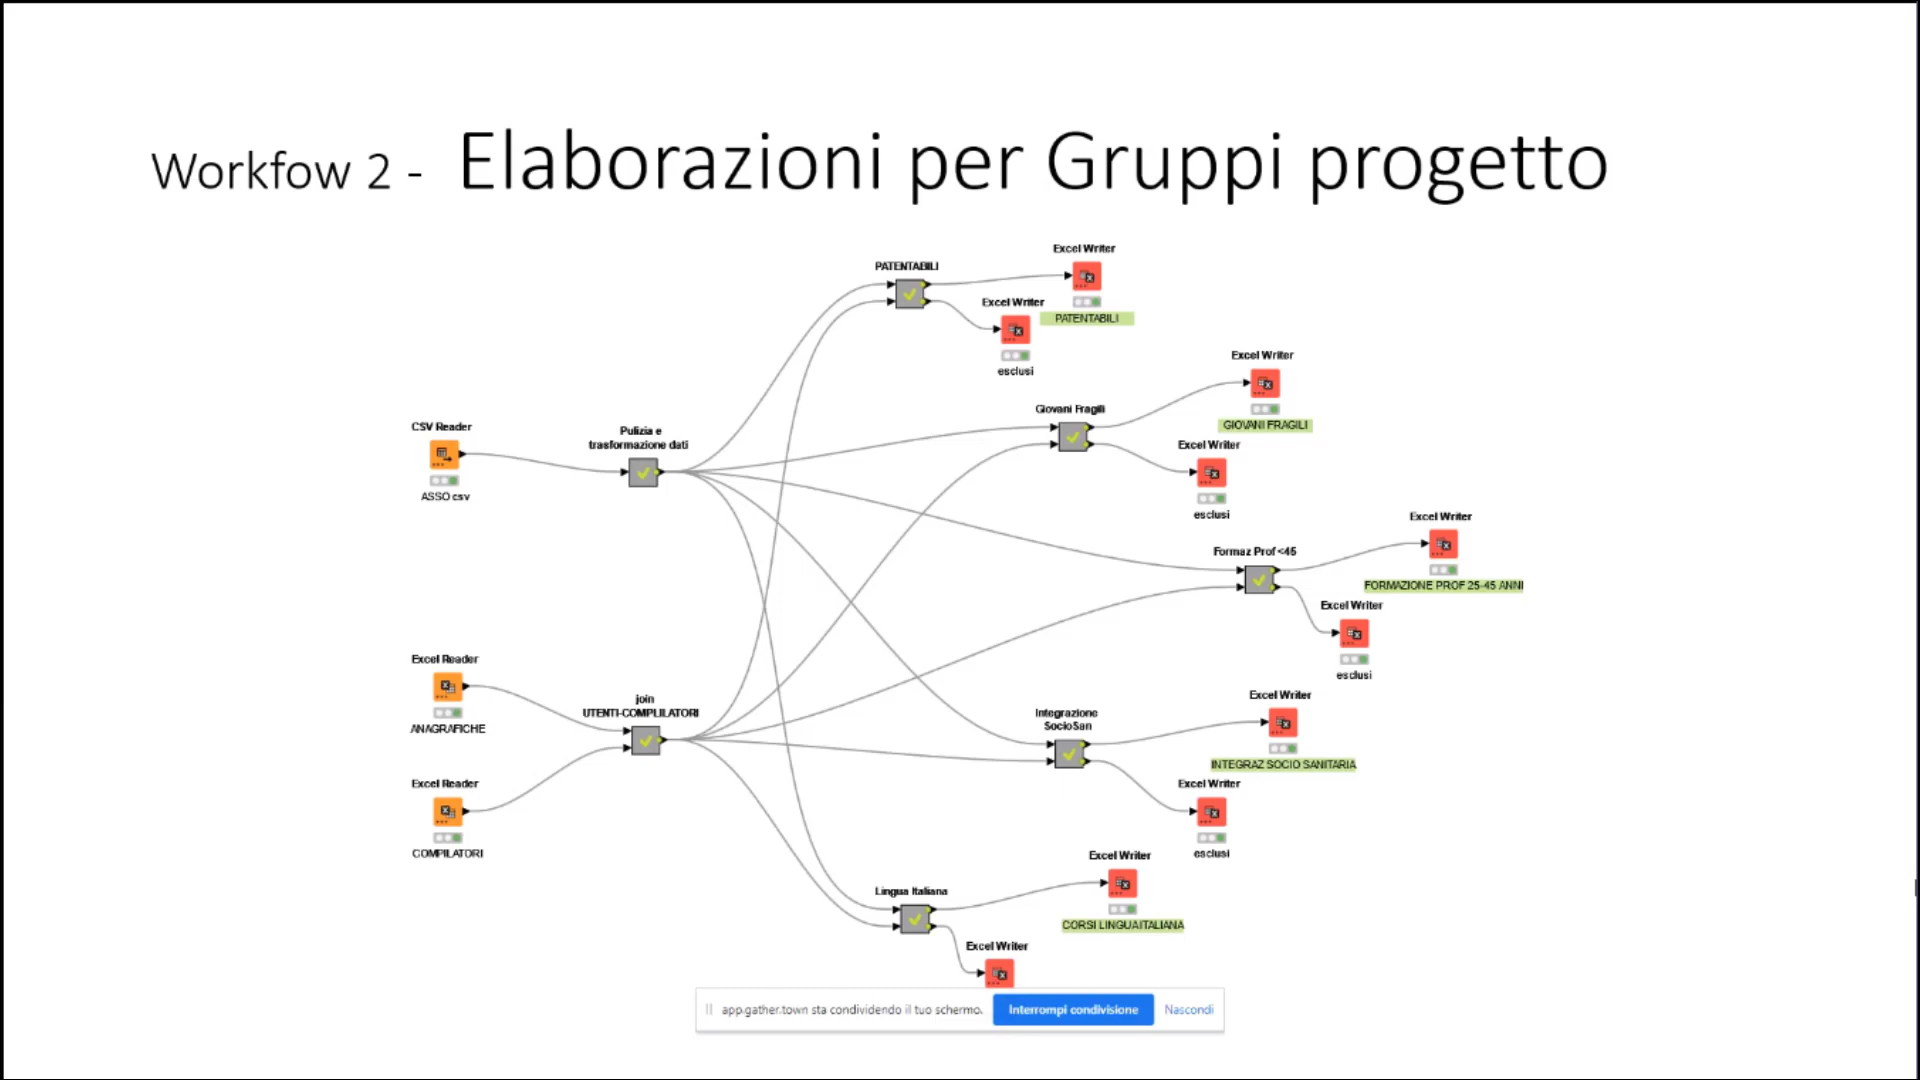 Workfow 2 - Elaborazioni per Gruppi progetto
Excel Writer
PATENTABILI
PATENTABILI
Excel Writer
esclusi
Excel Writer
GIOVANI FRAGILI
Giovani Fragili
Excel Writer
esclusi
CSV Reader
ASSO csv
Pulizia e
trasformazione dati
Excel Writer
FORMAZIONE PROF 25-45 ANNI
Formaz Prof <45
Excel Writer
esclusi
Excel Reader
ANAGRAFICHE
join
UTENTI-COMPLILATORI
Excel Reader
COMPILATORI
Integrazione
SocioSan
Excel Writer
INTEGRAZ SOCIO SANITARIA
Excel Writer
esclusi
Excel Writer
CORSI LINGUA ITALIANA
Lingua Italiana
Excel Writer
app.gather.town sta condividendo il tuo schermo.
Interrompi condivisione
Nascondi